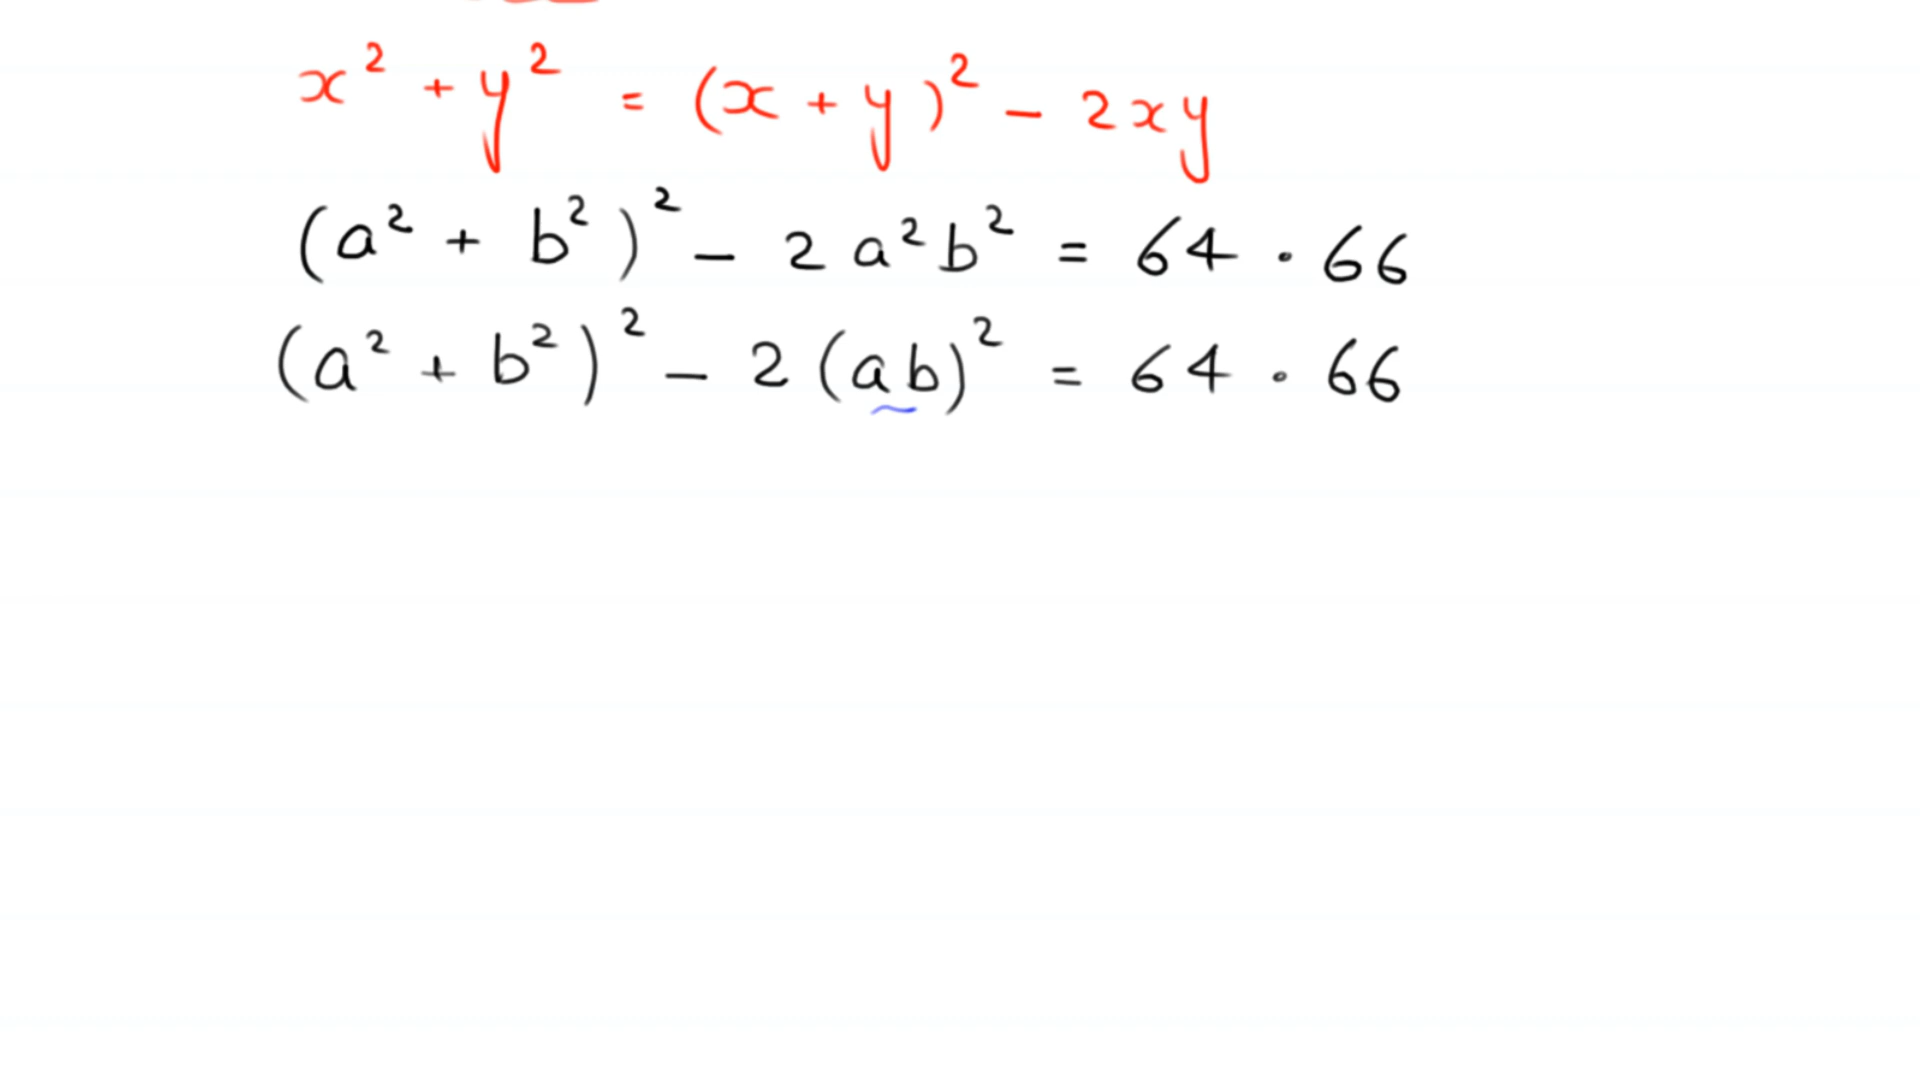 x² + y² = (x + y)² - 2xy
(a² + b²)² - 2a²b² = 64 · 66
(a² + b²)² - 2(ab)² = 64 · 66